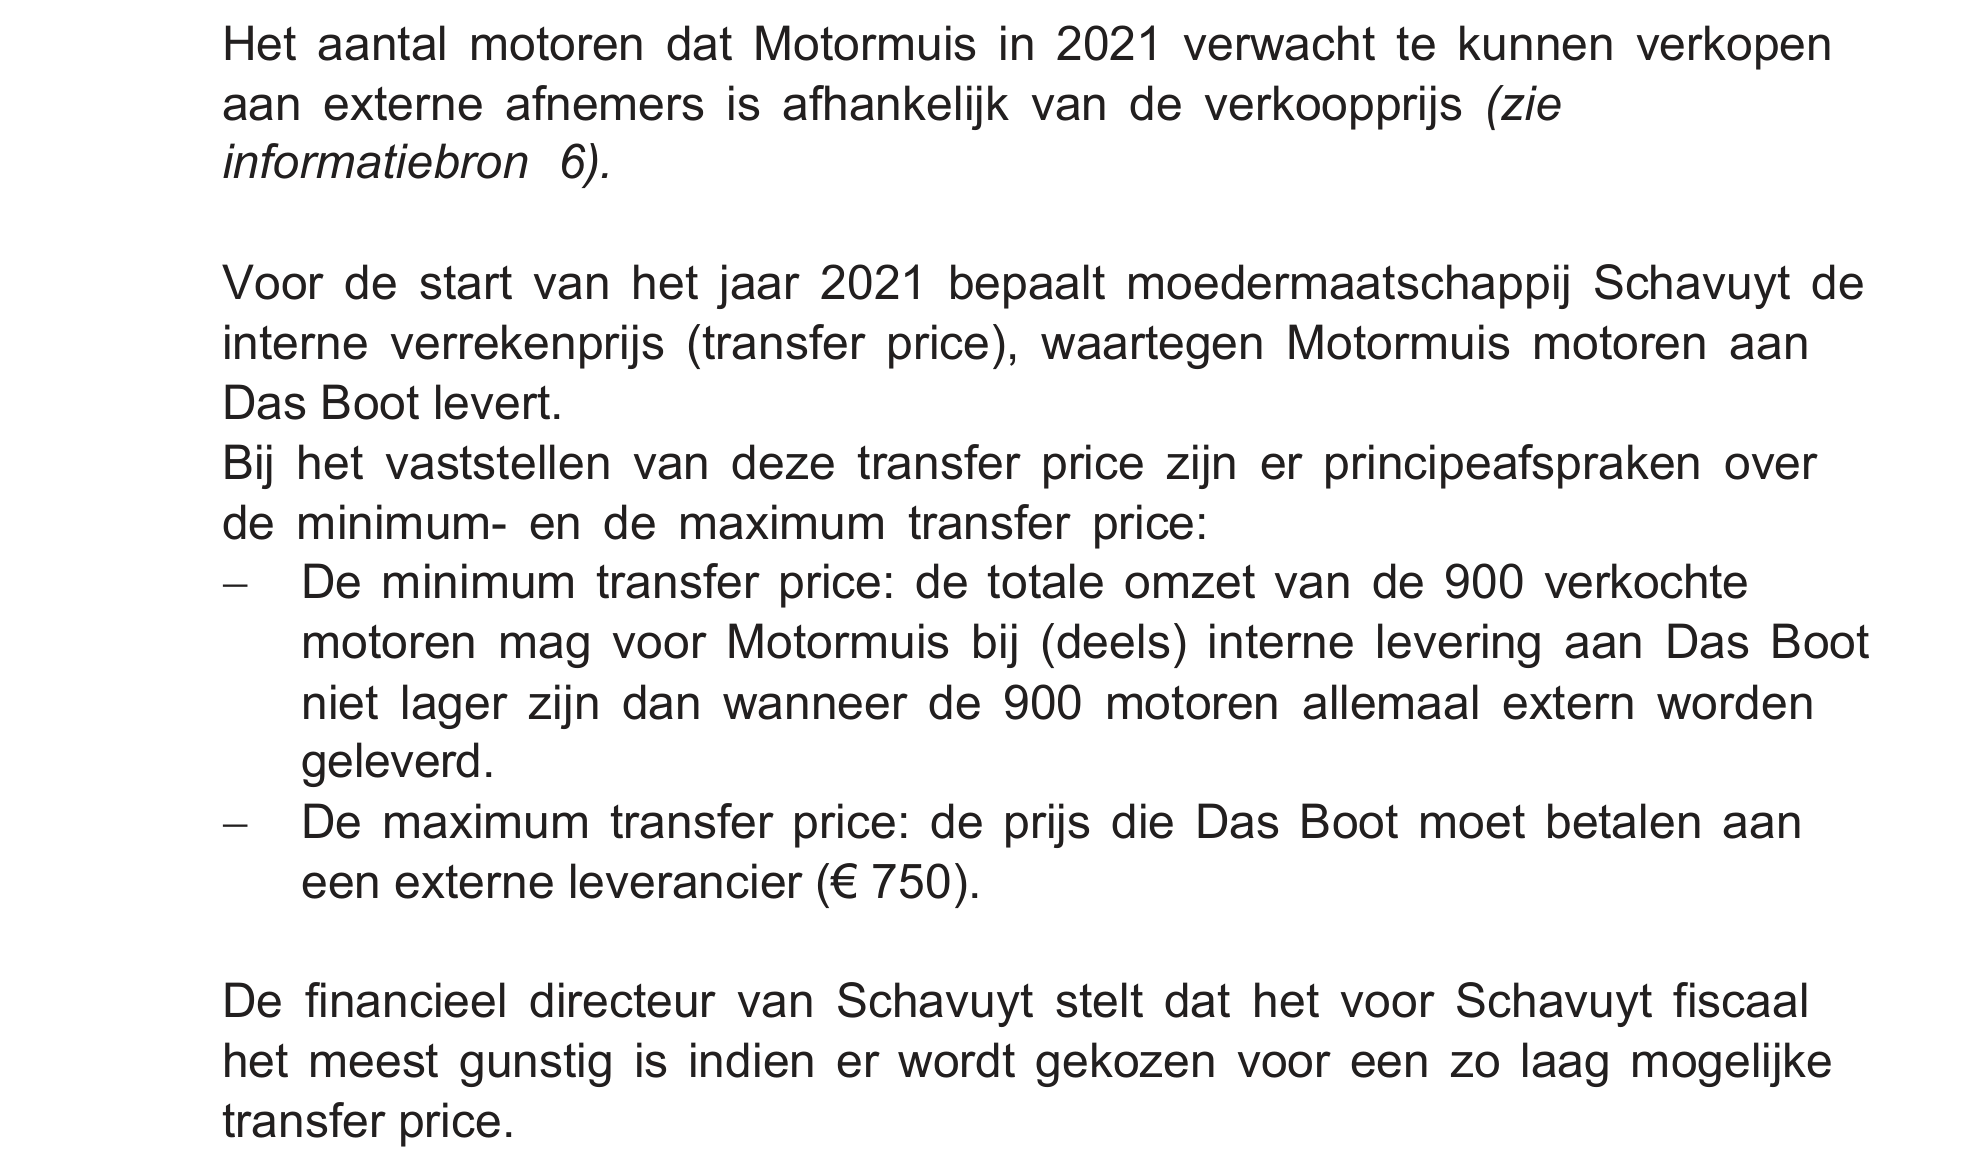 Het aantal motoren dat Motormuis in 2021 verwacht te kunnen verkopen
aan externe afnemers is afhankelijk van de verkoopprijs (zie
informatiebron 6).
Voor de start van het jaar 2021 bepaalt moedermaatschappij Schavuyt de
interne verrekenprijs (transfer price), waartegen Motormuis motoren aan
Das Boot levert.
Bij het vaststellen van deze transfer price zijn er principeafspraken over
de minimum- en de maximum transfer price:
– De minimum transfer price: de totale omzet van de 900 verkochte
motoren mag voor Motormuis bij (deels) interne levering aan Das Boot
niet lager zijn dan wanneer de 900 motoren allemaal extern worden
geleverd.
– De maximum transfer price: de prijs die Das Boot moet betalen aan
een externe leverancier (€ 750).
De financieel directeur van Schavuyt stelt dat het voor Schavuyt fiscaal
het meest gunstig is indien er wordt gekozen voor een zo laag mogelijke
transfer price.